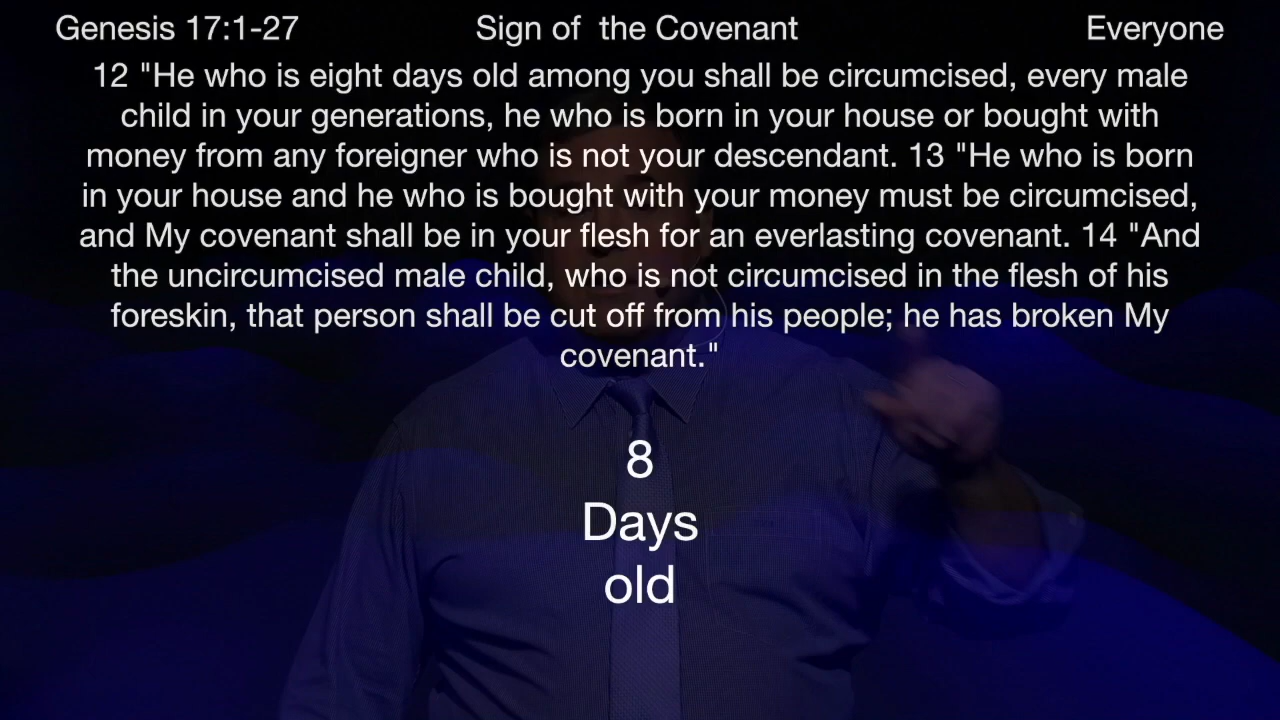 Genesis 17:1-27 Sign of the Covenant Everyone
12 "He who is eight days old among you shall be circumcised, every male
child in your generations, he who is born in your house or bought with
money from any foreigner who is not your descendant. 13 "He who is born
in your house and he who is bought with your money must be circumcised,
and My covenant shall be in your flesh for an everlasting covenant. 14 "And
the uncircumcised male child, who is not circumcised in the flesh of his
foreskin, that person shall be cut off from his people; he has broken My
covenant."
8
Days
old